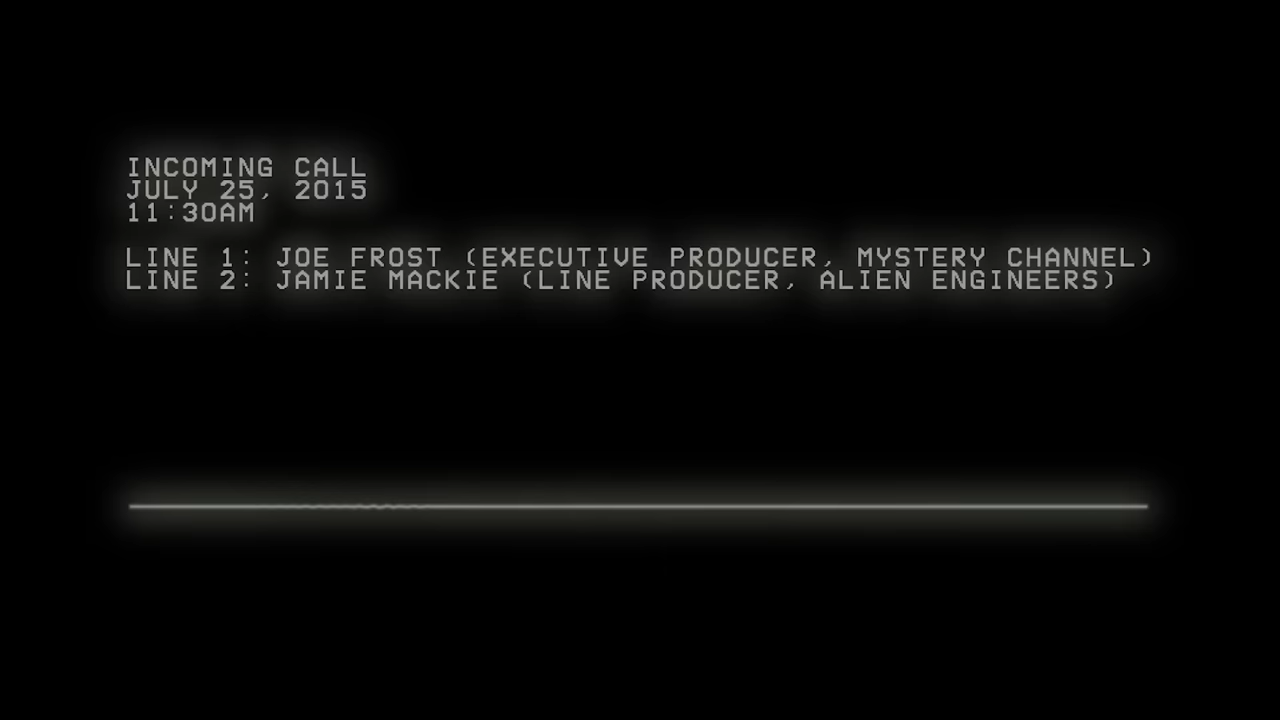 INCOMING CALL
JULY 25, 2015
11:30AM
LINE 1: JOE FROST (EXECUTIVE PRODUCER, MYSTERY CHANNEL)
LINE 2: JAMIE MACKIE (LINE PRODUCER, ALIEN ENGINEERS)